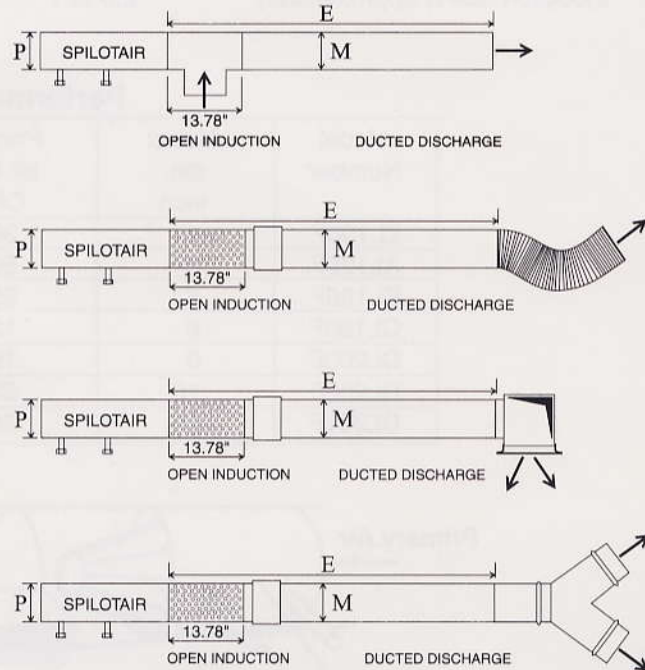 E
P SPILOTAIR M
13.78"
OPEN INDUCTION DUCTED DISCHARGE
E
P SPILOTAIR M
13.78"
OPEN INDUCTION DUCTED DISCHARGE
E
P SPILOTAIR M
13.78"
OPEN INDUCTION DUCTED DISCHARGE
E
P SPILOTAIR M
13.78"
OPEN INDUCTION DUCTED DISCHARGE